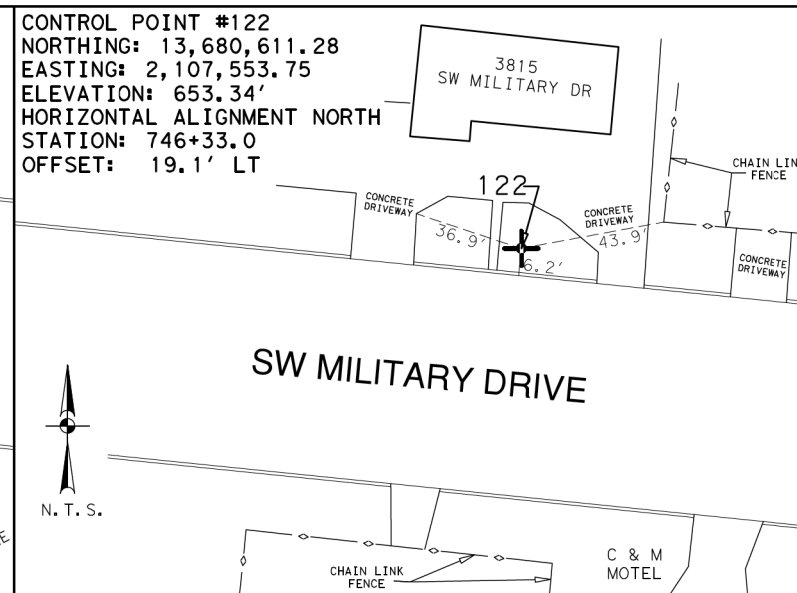 CONTROL POINT #122
NORTHING: 13,680,611.28
EASTING: 2,107,553.75
ELEVATION: 653.34'
HORIZONTAL ALIGNMENT NORTH
STATION: 746+33.0
OFFSET: 19.1' LT
3815
SW MILITARY DR
CHAIN LIN
FENCE
122
CONCRETE
DRIVEWAY
CONCRETE
DRIVEWAY
36.9'
43.9'
6.2'
CONCRETE
DRIVEWAY
SW MILITARY DRIVE
N.T.S.
CHAIN LINK
FENCE
C & M
MOTEL